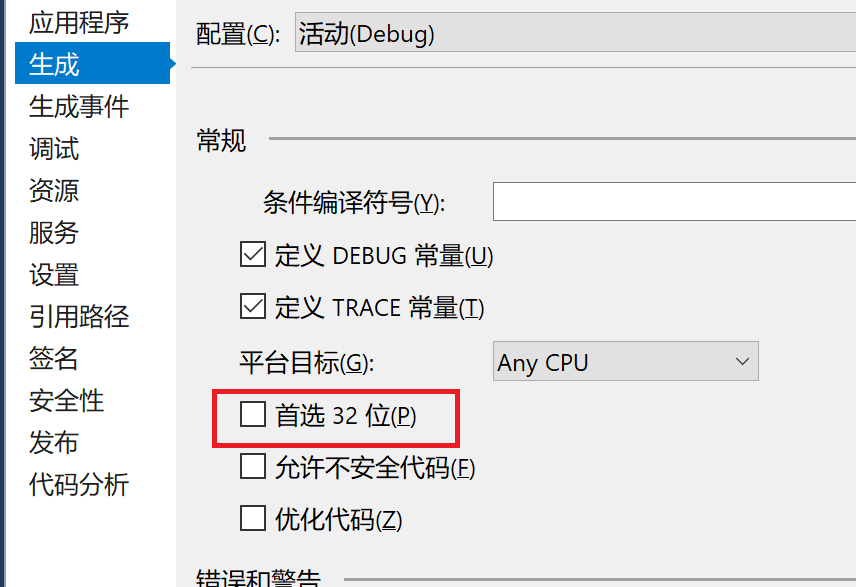 应用程序
生成
生成事件
调试
资源
服务
设置
引用路径
签名
安全性
发布
代码分析
配置(C): 活动(Debug)
常规
条件编译符号(Y):
定义 DEBUG 常量(U)
定义 TRACE 常量(T)
平台目标(G): Any CPU
首选 32 位(P)
允许不安全代码(F)
优化代码(Z)
错误和警告